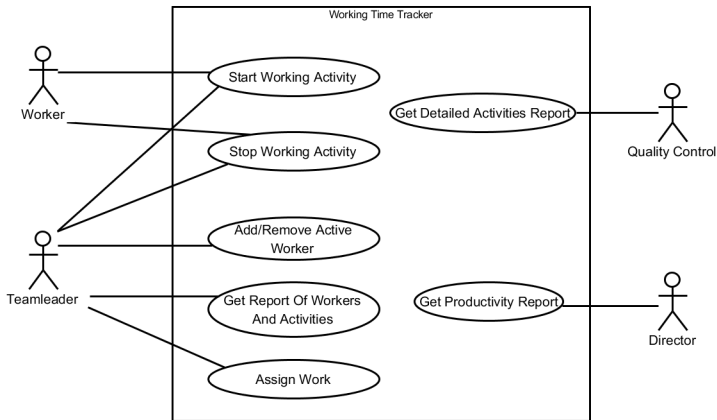 Working Time Tracker
Worker
Start Working Activity
Stop Working Activity
Get Detailed Activities Report
Quality Control
Teamleader
Add/Remove Active
Worker
Get Report Of Workers
And Activities
Assign Work
Get Productivity Report
Director